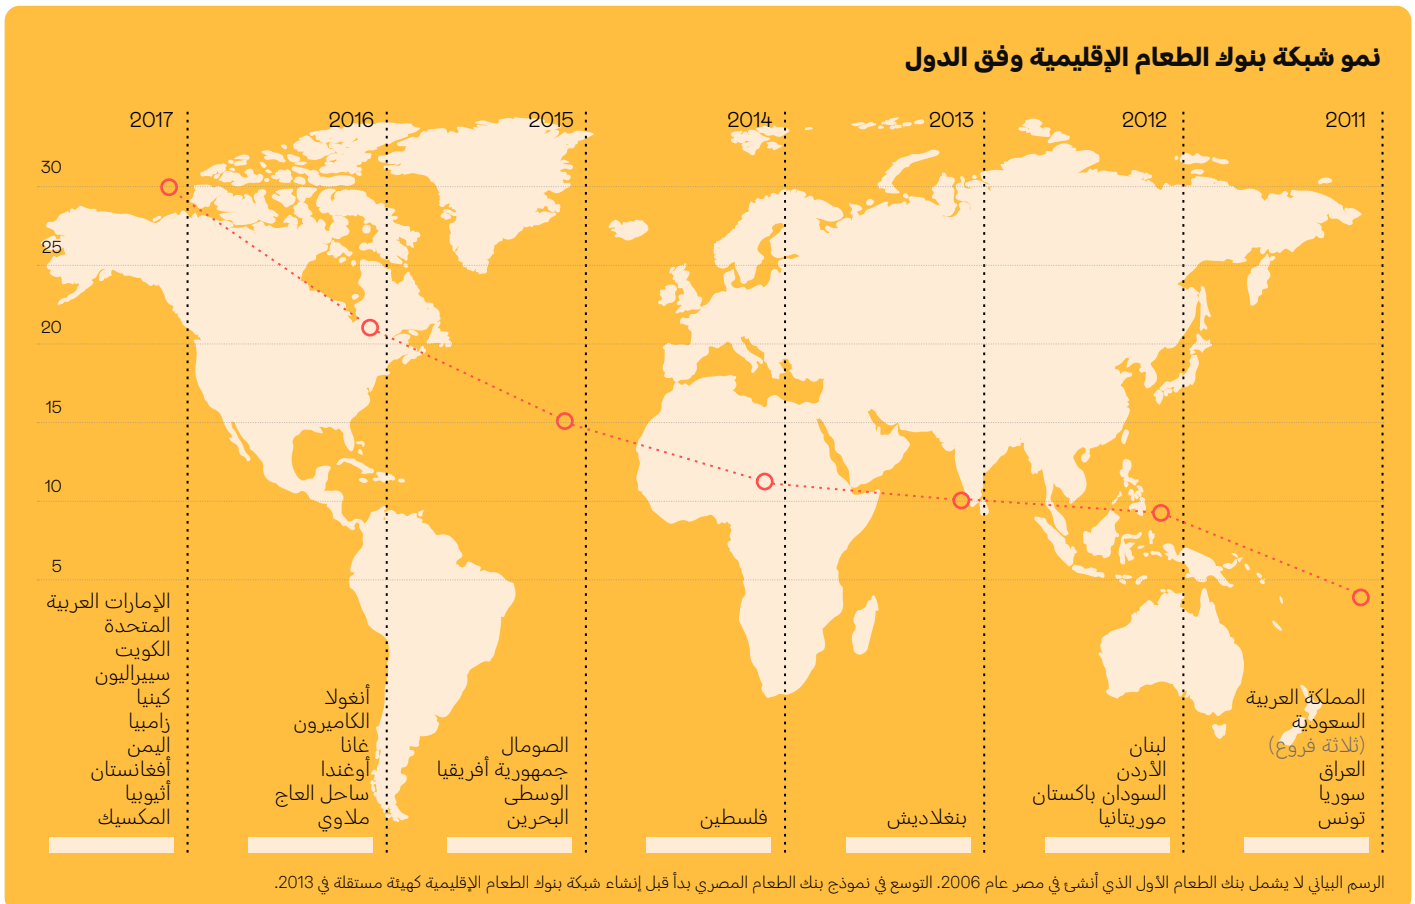 نمو شبكة بنوك الطعام الإقليمية وفق الدول
2011
2012
2013
2014
2015
2016
2017
30
25
20
15
10
5
المملكة العربية
السعودية
(ثلاثة فروع)
العراق
سوريا
تونس
لبنان
الأردن
السودان باكستان
موريتانيا
بنغلاديش
فلسطين
الصومال
جمهورية أفريقيا
الوسطى
البحرين
أنغولا
الكاميرون
غانا
أوغندا
ساحل العاج
ملاوي
الإمارات العربية
المتحدة
الكويت
سييراليون
كينيا
زامبيا
اليمن
أفغانستان
أثيوبيا
المكسيك
الرسم البياني لا يشمل بنك الطعام الأول الذي أنشئ في مصر عام 2006. التوسع في نموذج بنك الطعام المصري بدأ قبل إنشاء شبكة بنوك الطعام الإقليمية كهيئة مستقلة في 2013.